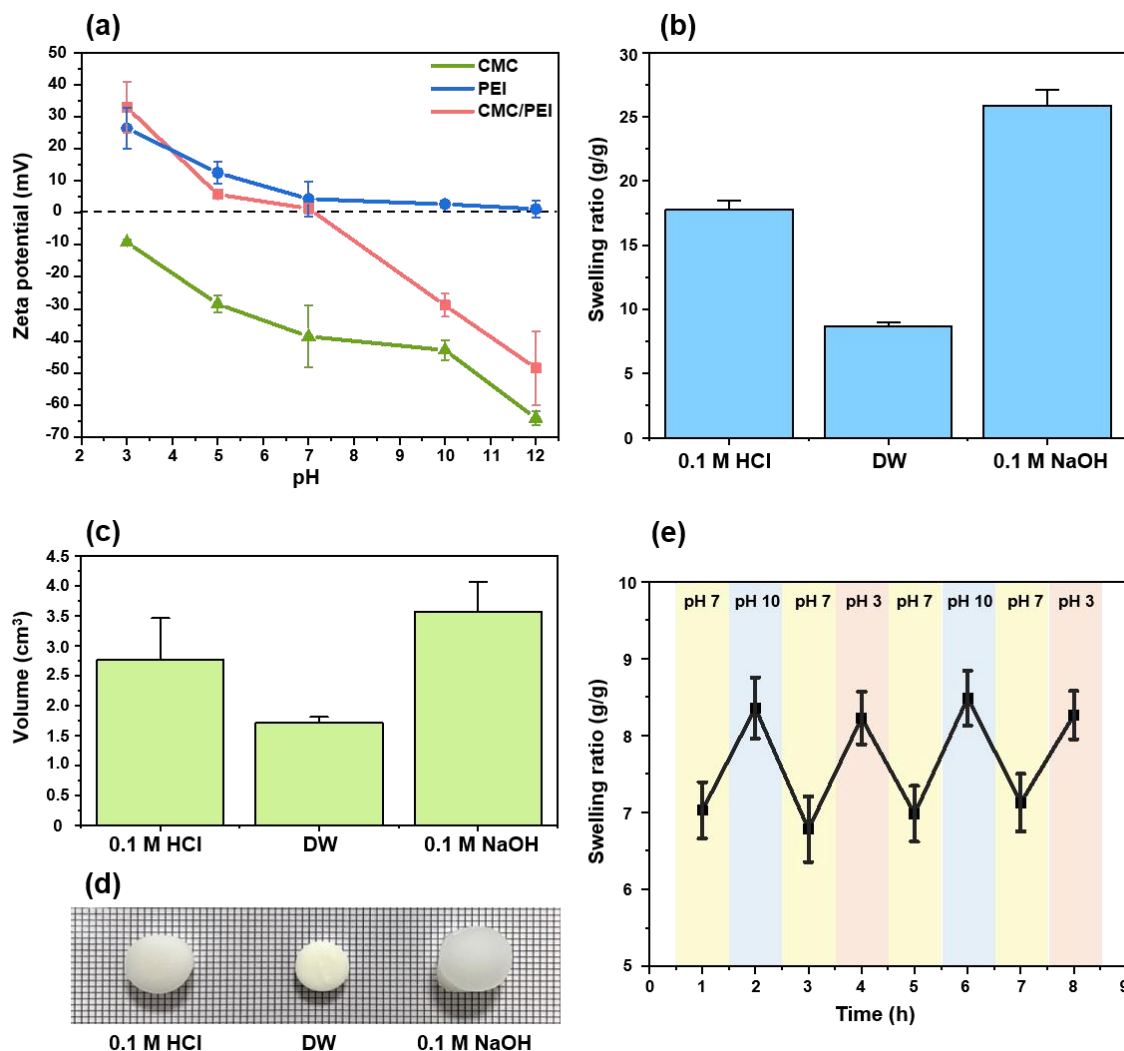 (a)
50
40
30
20
10
0
-10
-20
-30
-40
-50
-60
-70
Zeta potential (mV)
CMC
PEI
CMC/PEI
2 3 4 5 6 7 8 9 10 11 12
pH
(b)
30
25
20
15
10
5
0
Swelling ratio (g/g)
0.1 M HCl DW 0.1 M NaOH
(c)
4.5
4.0
3.5
3.0
2.5
2.0
1.5
1.0
0.5
0
Volume (cm³)
0.1 M HCl DW 0.1 M NaOH
(d)
0.1 M HCl DW 0.1 M NaOH
(e)
10
9
8
7
6
5
Swelling ratio (g/g)
pH 7 pH 10 pH 7 pH 3 pH 7 pH 10 pH 7 pH 3
0 1 2 3 4 5 6 7 8 9
Time (h)